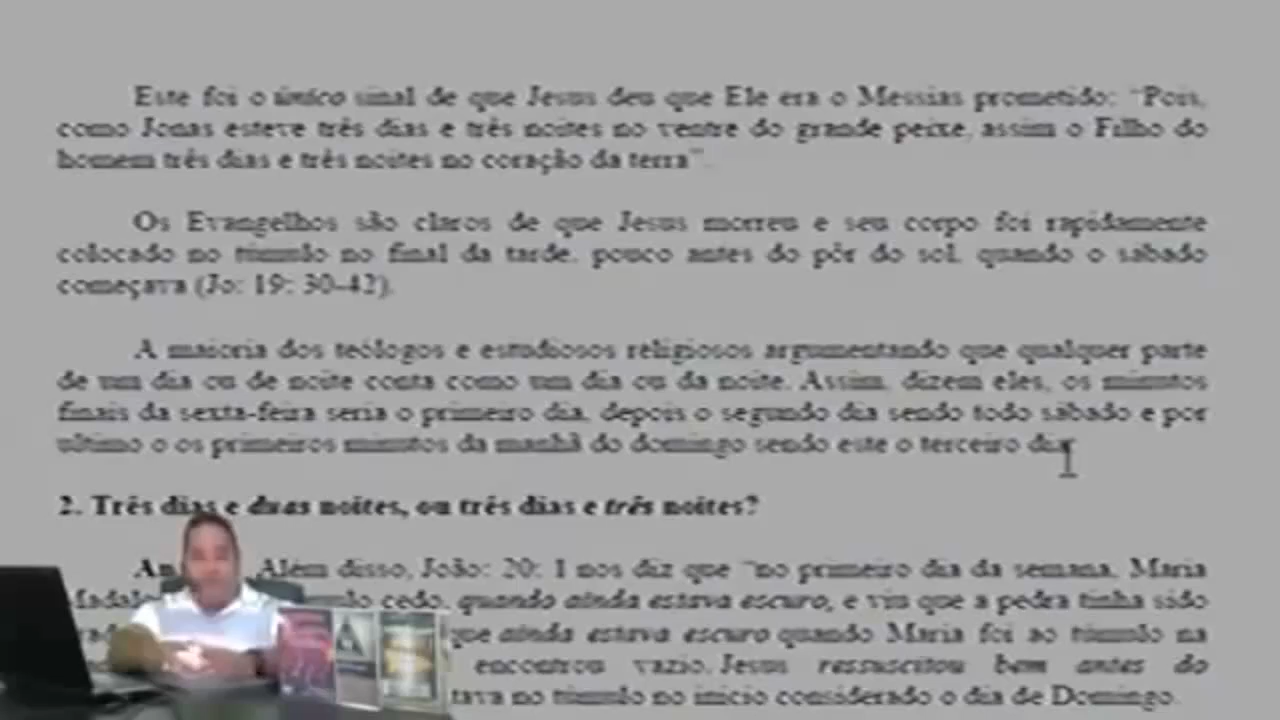 Este foi o único sinal de que Jesus deu que Ele era o Messias prometido: “Pois,
como Jonas esteve três dias e três noites no ventre do grande peixe, assim o Filho do
homem três dias e três noites no coração da terra”.
Os Evangelhos são claros de que Jesus morreu e seu corpo foi rapidamente
colocado no túmulo no final da tarde, pouco antes do pôr do sol, quando o sábado
começava (Jo: 19: 30-42).
A maioria dos teólogos e estudiosos religiosos argumentando que qualquer parte
de um dia ou de noite conta como um dia ou da noite. Assim, dizem eles, os minutos
finais da sexta-feira seria o primeiro dia, depois o segundo dia sendo todo sábado e por
ultimo o os primeiros minutos da manhã do domingo sendo este o terceiro dia
2. Três dias e duas noites, ou três dias e três noites?
Além disso, João: 20: 1 nos diz que “no primeiro dia da semana, Maria
cedo, quando ainda estava escuro, e viu que a pedra tinha sido
que ainda estava escuro quando Maria foi ao túmulo na
encontrou vazio. Jesus ressuscitou bem antes do
no túmulo no inicio considerado o dia de Domingo.